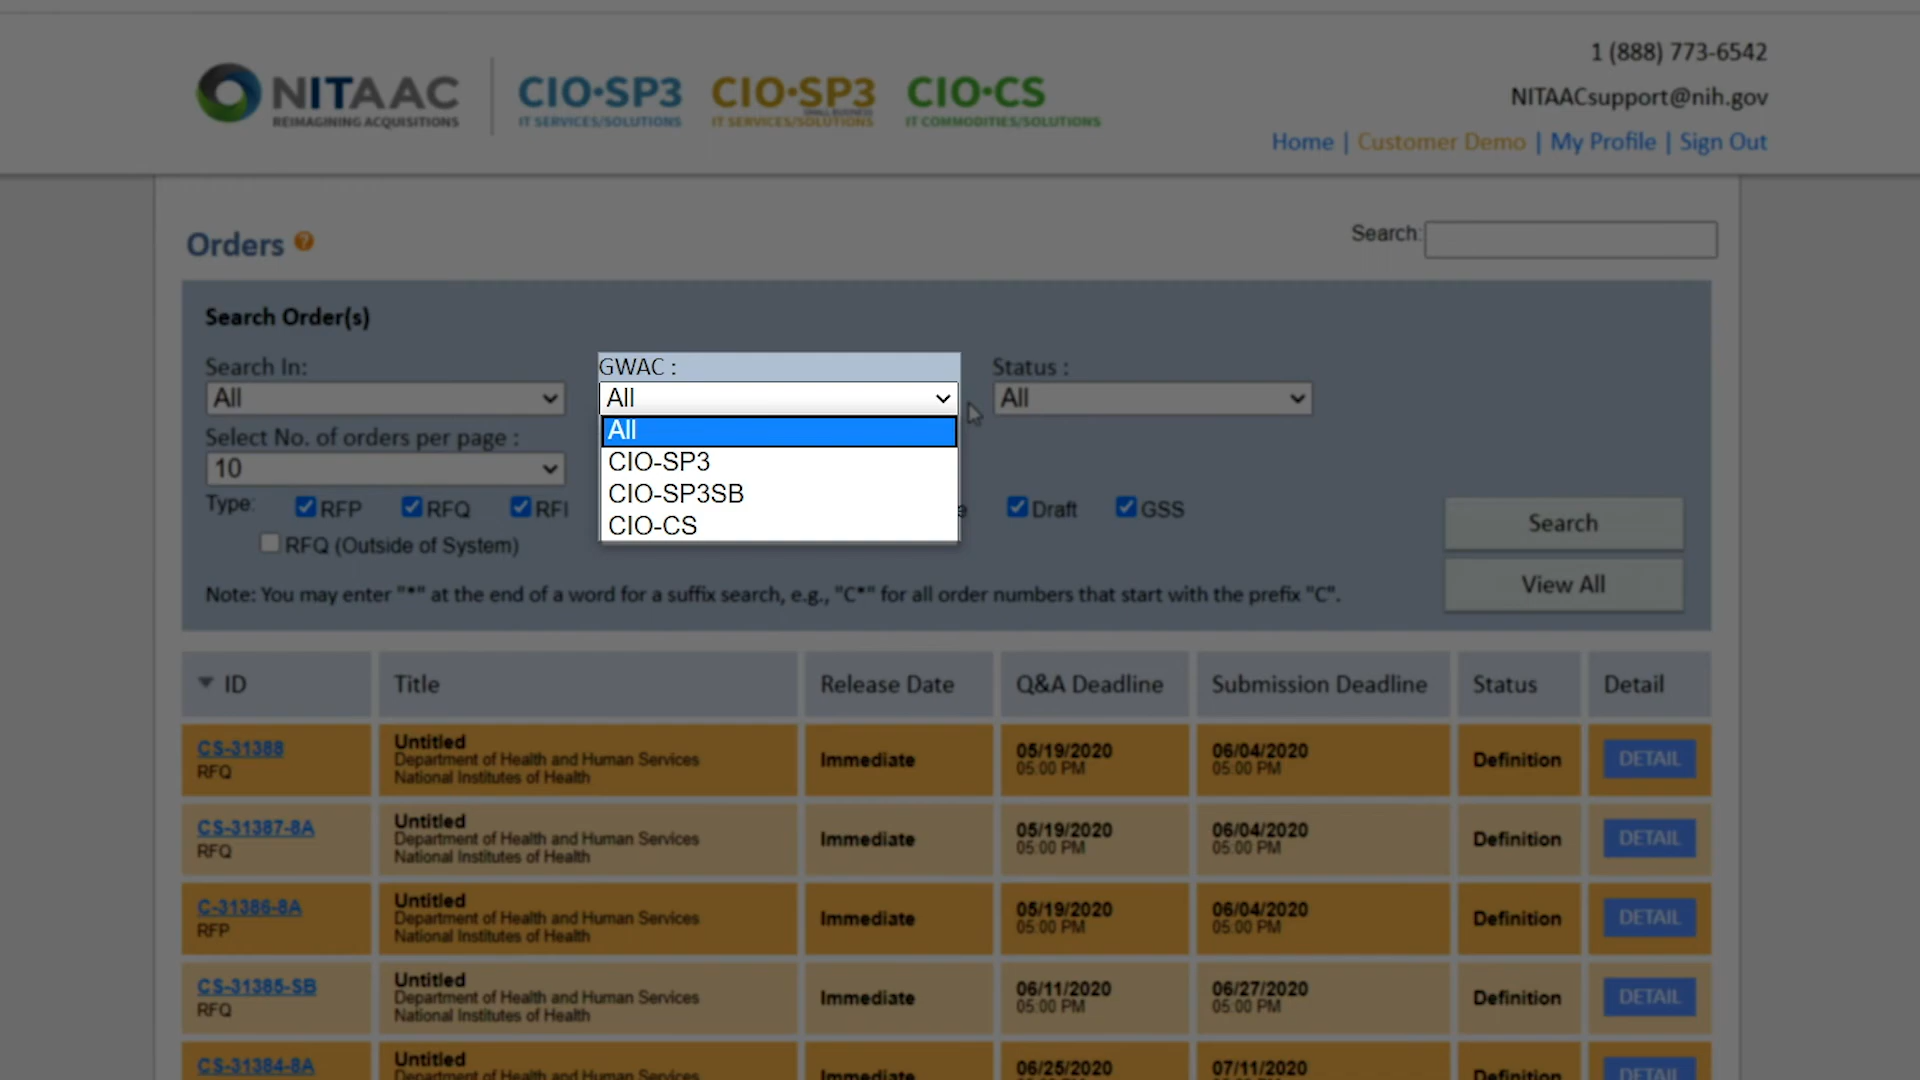 1 (888) 773-6542
NITAACsupport@nih.gov
Home | Customer Demo | My Profile | Sign Out
NITAAC
REIMAGINING ACQUISITIONS
CIO•SP3
IT SERVICES/SOLUTIONS
CIO•SP3
SMALL BUSINESS
IT SERVICES/SOLUTIONS
CIO•CS
IT COMMODITIES/SOLUTIONS
Orders ?
Search:
Search Order(s)
Search In:
All
GWAC :
All
All
CIO-SP3
CIO-SP3SB
CIO-CS
Status :
All
Select No. of orders per page :
10
Type: RFP RFQ RFI Draft GSS
RFQ (Outside of System)
Search
View All
Note: You may enter "*" at the end of a word for a suffix search, e.g., "C*" for all order numbers that start with the prefix "C".
ID Title Release Date Q&A Deadline Submission Deadline Status Detail
CS-31388
RFQ
Untitled
Department of Health and Human Services
National Institutes of Health
Immediate
05/19/2020
05:00 PM
06/04/2020
05:00 PM
Definition
DETAIL
CS-31387-8A
RFQ
Untitled
Department of Health and Human Services
National Institutes of Health
Immediate
05/19/2020
05:00 PM
06/04/2020
05:00 PM
Definition
DETAIL
C-31386-8A
RFP
Untitled
Department of Health and Human Services
National Institutes of Health
Immediate
05/19/2020
05:00 PM
06/04/2020
05:00 PM
Definition
DETAIL
CS-31385-SB
RFQ
Untitled
Department of Health and Human Services
National Institutes of Health
Immediate
06/11/2020
05:00 PM
06/27/2020
05:00 PM
Definition
DETAIL
CS-31384-8A
Untitled
Department of Health and Human Services
Immediate
06/25/2020
07/11/2020
Definition
DETAIL